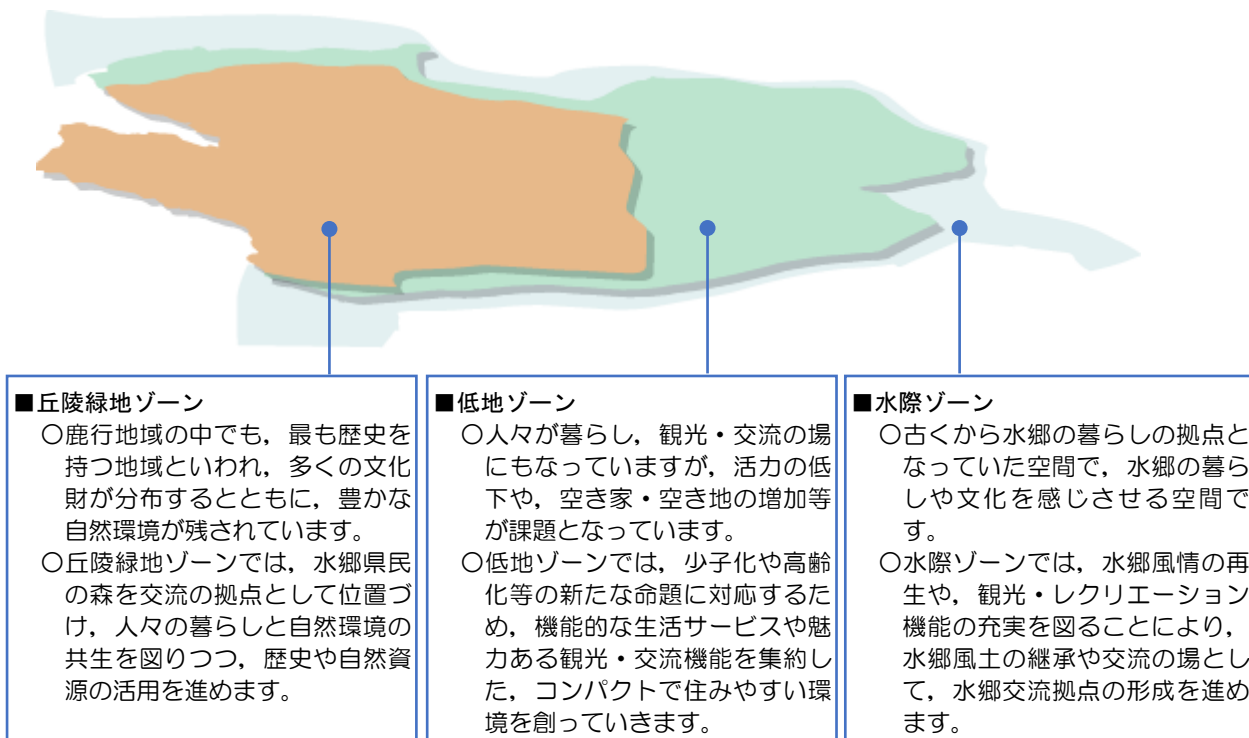 ■丘陵緑地ゾーン
〇鹿行地域の中でも，最も歴史を
持つ地域といわれ，多くの文化
財が分布するとともに，豊かな
自然環境が残されています。
〇丘陵緑地ゾーンでは，水郷県民
の森を交流の拠点として位置づ
け，人々の暮らしと自然環境の
共生を図りつつ，歴史や自然資
源の活用を進めます。
■低地ゾーン
〇人々が暮らし，観光・交流の場
にもなっていますが，活力の低
下や，空き家・空き地の増加等
が課題となっています。
〇低地ゾーンでは，少子化や高齢
化等の新たな命題に対応するた
め，機能的な生活サービスや魅
力ある観光・交流機能を集約し
た，コンパクトで住みやすい環
境を創っていきます。
■水際ゾーン
〇古くから水郷の暮らしの拠点と
なっていた空間で，水郷の暮ら
しや文化を感じさせる空間で
す。
〇水際ゾーンでは，水郷風情の再
生や，観光・レクリエーション
機能の充実を図ることにより，
水郷風土の継承や交流の場とし
て，水郷交流拠点の形成を進め
ます。